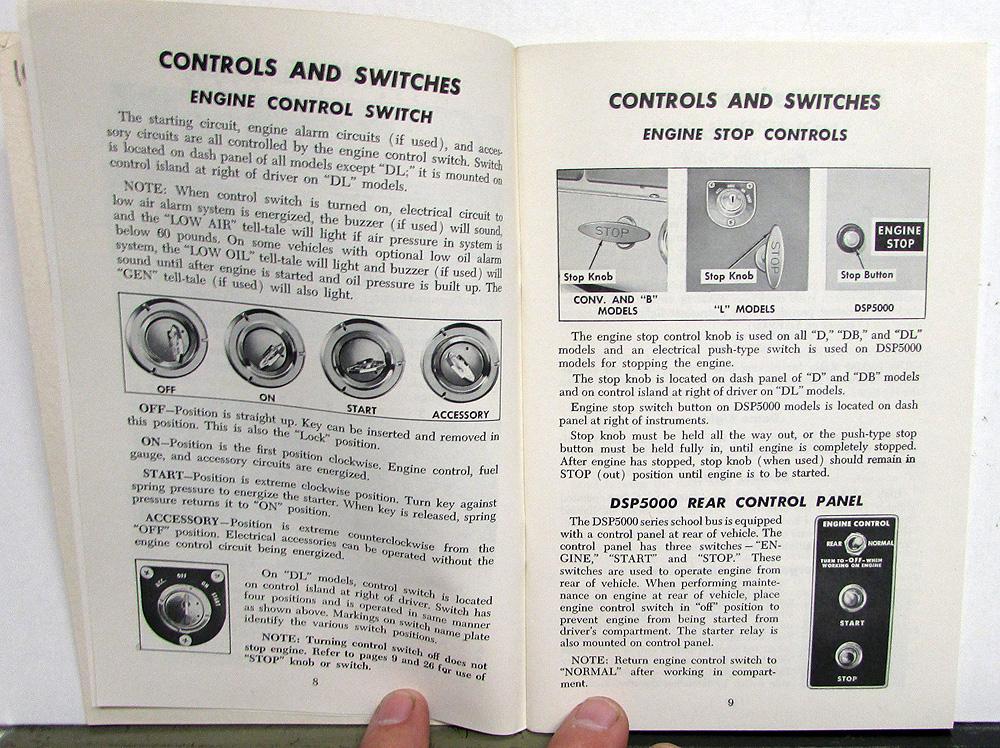 CONTROLS AND SWITCHES
ENGINE CONTROL SWITCH
The starting circuit, engine alarm circuits (if used), and acces-
sory circuits are all controlled by the engine control switch. Switch
is located on dash panel of all models except “DL;” it is mounted on
control island at right of driver on “DL” models.
NOTE: When control switch is turned on, electrical circuit to
low air alarm system is energized, the buzzer (if used) will sound,
and the “LOW AIR” tell-tale will light if air pressure in system is
below 60 pounds. On some vehicles with optional low oil alarm
system, the “LOW OIL” tell-tale will light and buzzer (if used) will
sound until after engine is started and oil pressure is built up. The
“GEN” tell-tale (if used) will also light.
OFF
ON
START
ACCESSORY
OFF—Position is straight up. Key can be inserted and removed in
this position. This is also the “Lock” position.
ON—Position is the first position clockwise. Engine control, fuel
gauge, and accessory circuits are energized.
START—Position is extreme clockwise position. Turn key against
spring pressure to energize the starter. When key is released, spring
pressure returns it to “ON” position.
ACCESSORY—Position is extreme counterclockwise from the
“OFF” position. Electrical accessories can be operated without the
engine control circuit being energized.
ACC
OFF
ON
START
On “DL” models, control switch is located
on control island at right of driver. Switch has
four positions and is operated in same manner
as shown above. Markings on switch name plate
identify the various switch positions.
NOTE: Turning control switch off does not
stop engine. Refer to pages 9 and 26 for use of
“STOP” knob or switch.
8
CONTROLS AND SWITCHES
ENGINE STOP CONTROLS
STOP
Stop Knob
CONV. AND “B”
MODELS
STOP
Stop Knob
“L” MODELS
ENGINE
STOP
Stop Button
DSP5000
The engine stop control knob is used on all “D,” “DB,” and “DL”
models and an electrical push-type switch is used on DSP5000
models for stopping the engine.
The stop knob is located on dash panel of “D” and “DB” models
and on control island at right of driver on “DL” models.
Engine stop switch button on DSP5000 models is located on dash
panel at right of instruments.
Stop knob must be held all the way out, or the push-type stop
button must be held fully in, until engine is completely stopped.
After engine has stopped, stop knob (when used) should remain in
STOP (out) position until engine is to be started.
DSP5000 REAR CONTROL PANEL
The DSP5000 series school bus is equipped
with a control panel at rear of vehicle. The
control panel has three switches—“EN-
GINE,” “START” and “STOP.” These
switches are used to operate engine from
rear of vehicle. When performing mainte-
nance on engine at rear of vehicle, place
engine control switch in “off” position to
prevent engine from being started from
driver’s compartment. The starter relay is
also mounted on control panel.
NOTE: Return engine control switch to
“NORMAL” after working in compart-
ment.
ENGINE CONTROL
REAR NORMAL
TURN TO-OFF-WHEN
WORKING ON ENGINE
START
STOP
9